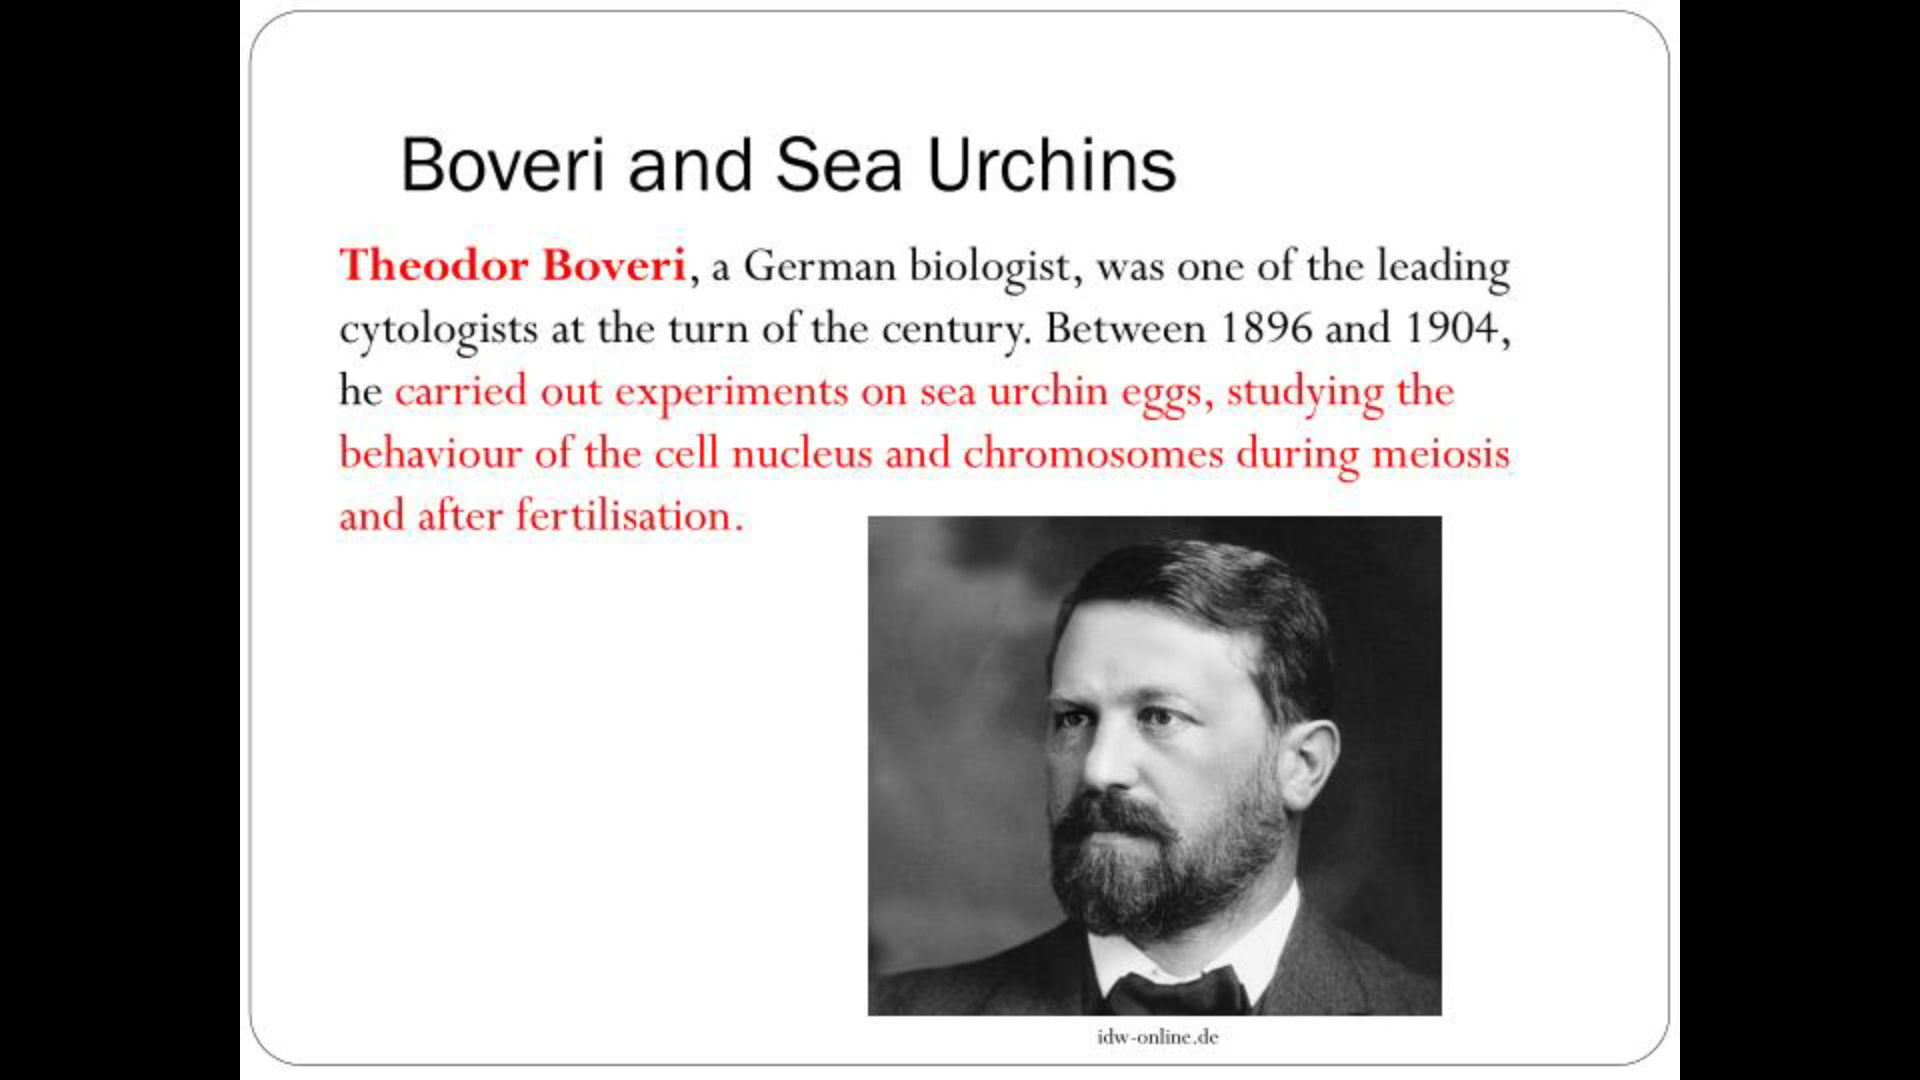 Boveri and Sea Urchins
Theodor Boveri, a German biologist, was one of the leading
cytologists at the turn of the century. Between 1896 and 1904,
he carried out experiments on sea urchin eggs, studying the
behaviour of the cell nucleus and chromosomes during meiosis
and after fertilisation.
idw-online.de